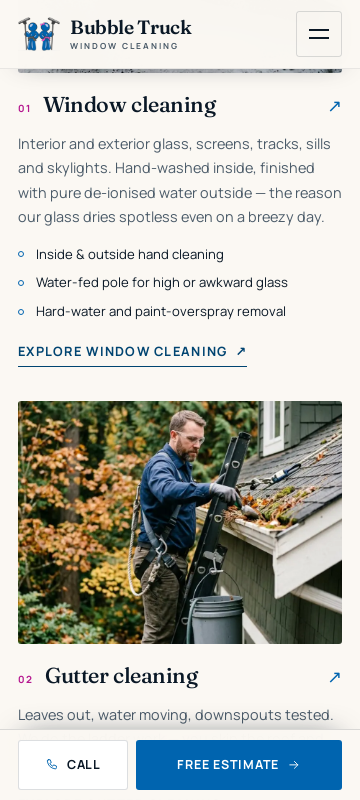 Bubble Truck
WINDOW CLEANING
01 Window cleaning ↗
Interior and exterior glass, screens, tracks, sills
and skylights. Hand-washed inside, finished
with pure de-ionised water outside — the reason
our glass dries spotless even on a breezy day.
Inside & outside hand cleaning
Water-fed pole for high or awkward glass
Hard-water and paint-overspray removal
EXPLORE WINDOW CLEANING ↗
02 Gutter cleaning ↗
Leaves out, water moving, downspouts tested.
CALL
FREE ESTIMATE →